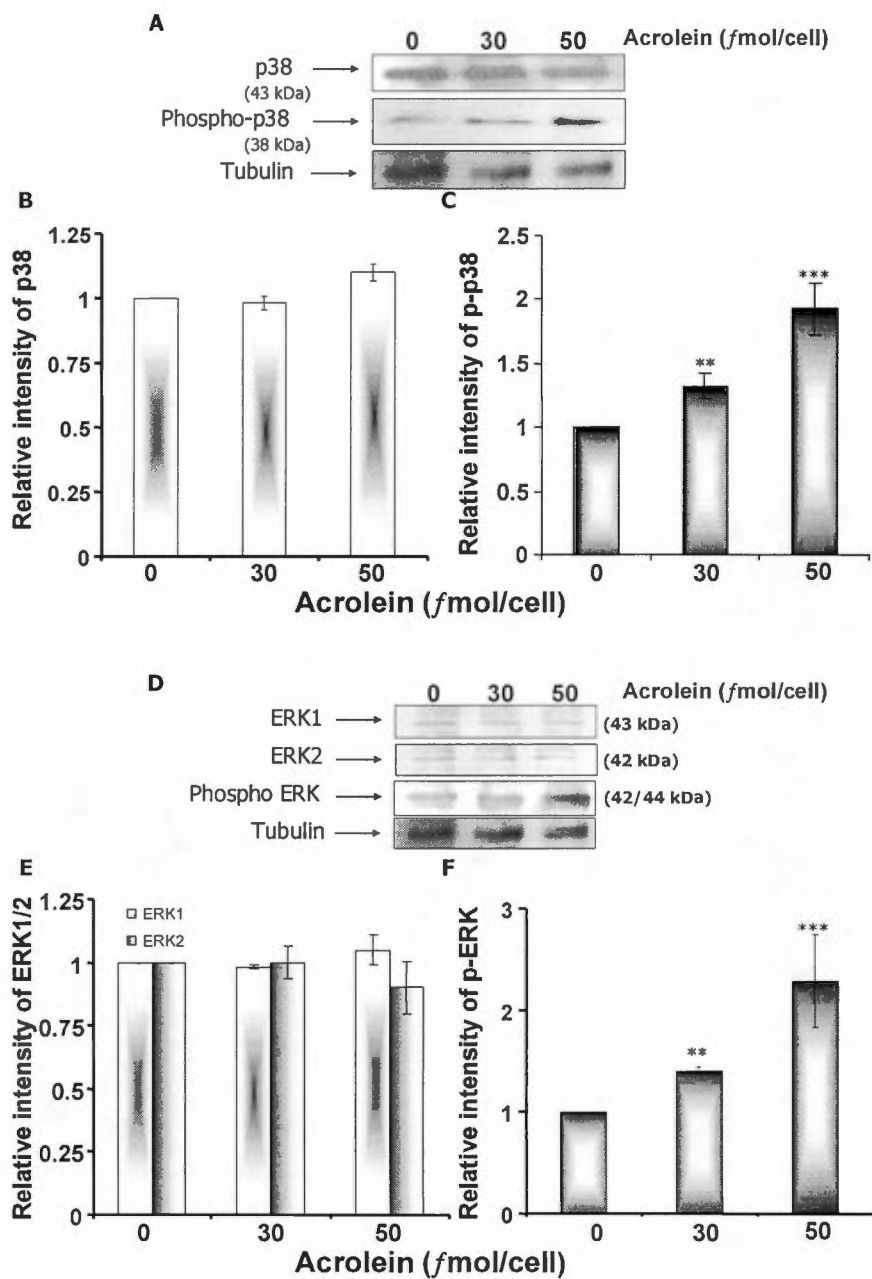 A
0 30 50 Acrolein (fmol/cell)
p38
(43 kDa)
Phospho-p38
(38 kDa)
Tubulin
B
Relative intensity of p38
1.25
1
0.75
0.5
0.25
0
0 30 50
C
Relative intensity of p-p38
2.5
2
1.5
1
0.5
0
**
***
0 30 50
Acrolein (fmol/cell)
D
0 30 50 Acrolein (fmol/cell)
ERK1 (43 kDa)
ERK2 (42 kDa)
Phospho ERK (42/44 kDa)
Tubulin
E
Relative intensity of ERK1/2
1.25
1
0.75
0.5
0.25
0
ERK1
ERK2
0 30 50
F
Relative intensity of p-ERK
3
2
1
0
**
***
0 30 50
Acrolein (fmol/cell)